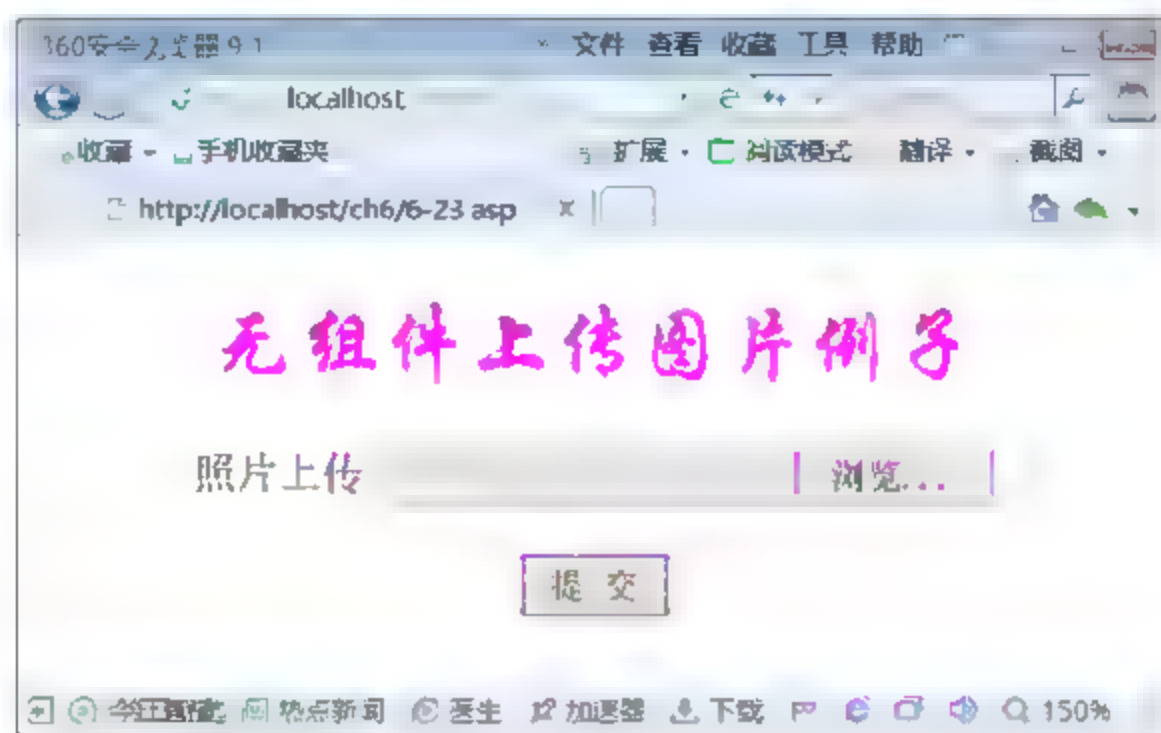 360安全浏览器 9.1 文件 查看 收藏 工具 帮助
localhost
收藏 手机收藏夹 扩展 阅读模式 翻译 截图
http://localhost/ch6/6-23 asp
无组件上传图片例子
照片上传 浏览...
提 交
热点新闻 医生 加速器 下载 150%